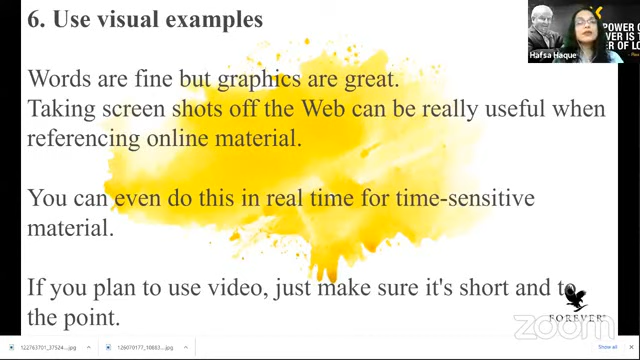 6. Use visual examples
Words are fine but graphics are great.
Taking screen shots off the Web can be really useful when
referencing online material.
You can even do this in real time for time-sensitive
material.
If you plan to use video, just make sure it's short and to
the point.
Hafsa Haque
POWER O
VER IS T
ER OF LO
FOREVER
zoom
122763701_37524....jpg
126070177_10883....jpg
Show all